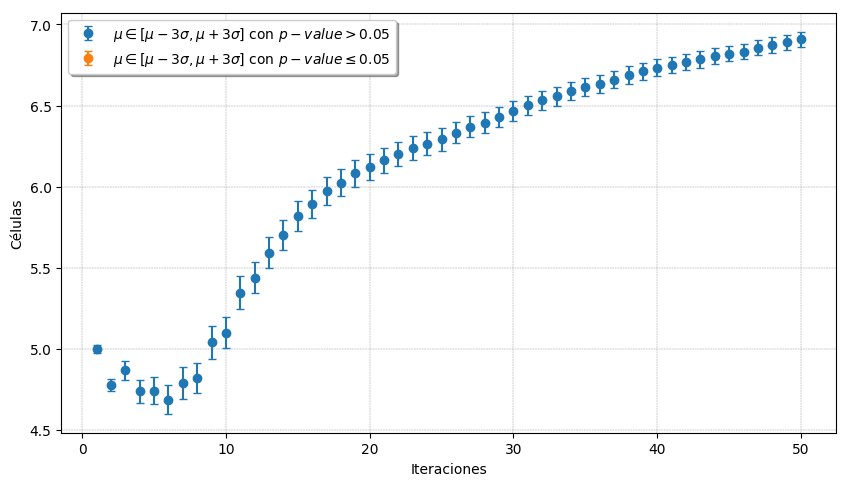 μ ∈ [μ − 3σ, μ + 3σ] con p − value > 0.05
μ ∈ [μ − 3σ, μ + 3σ] con p − value ≤ 0.05
7.0
6.5
6.0
5.5
5.0
4.5
Células
0 10 20 30 40 50
Iteraciones